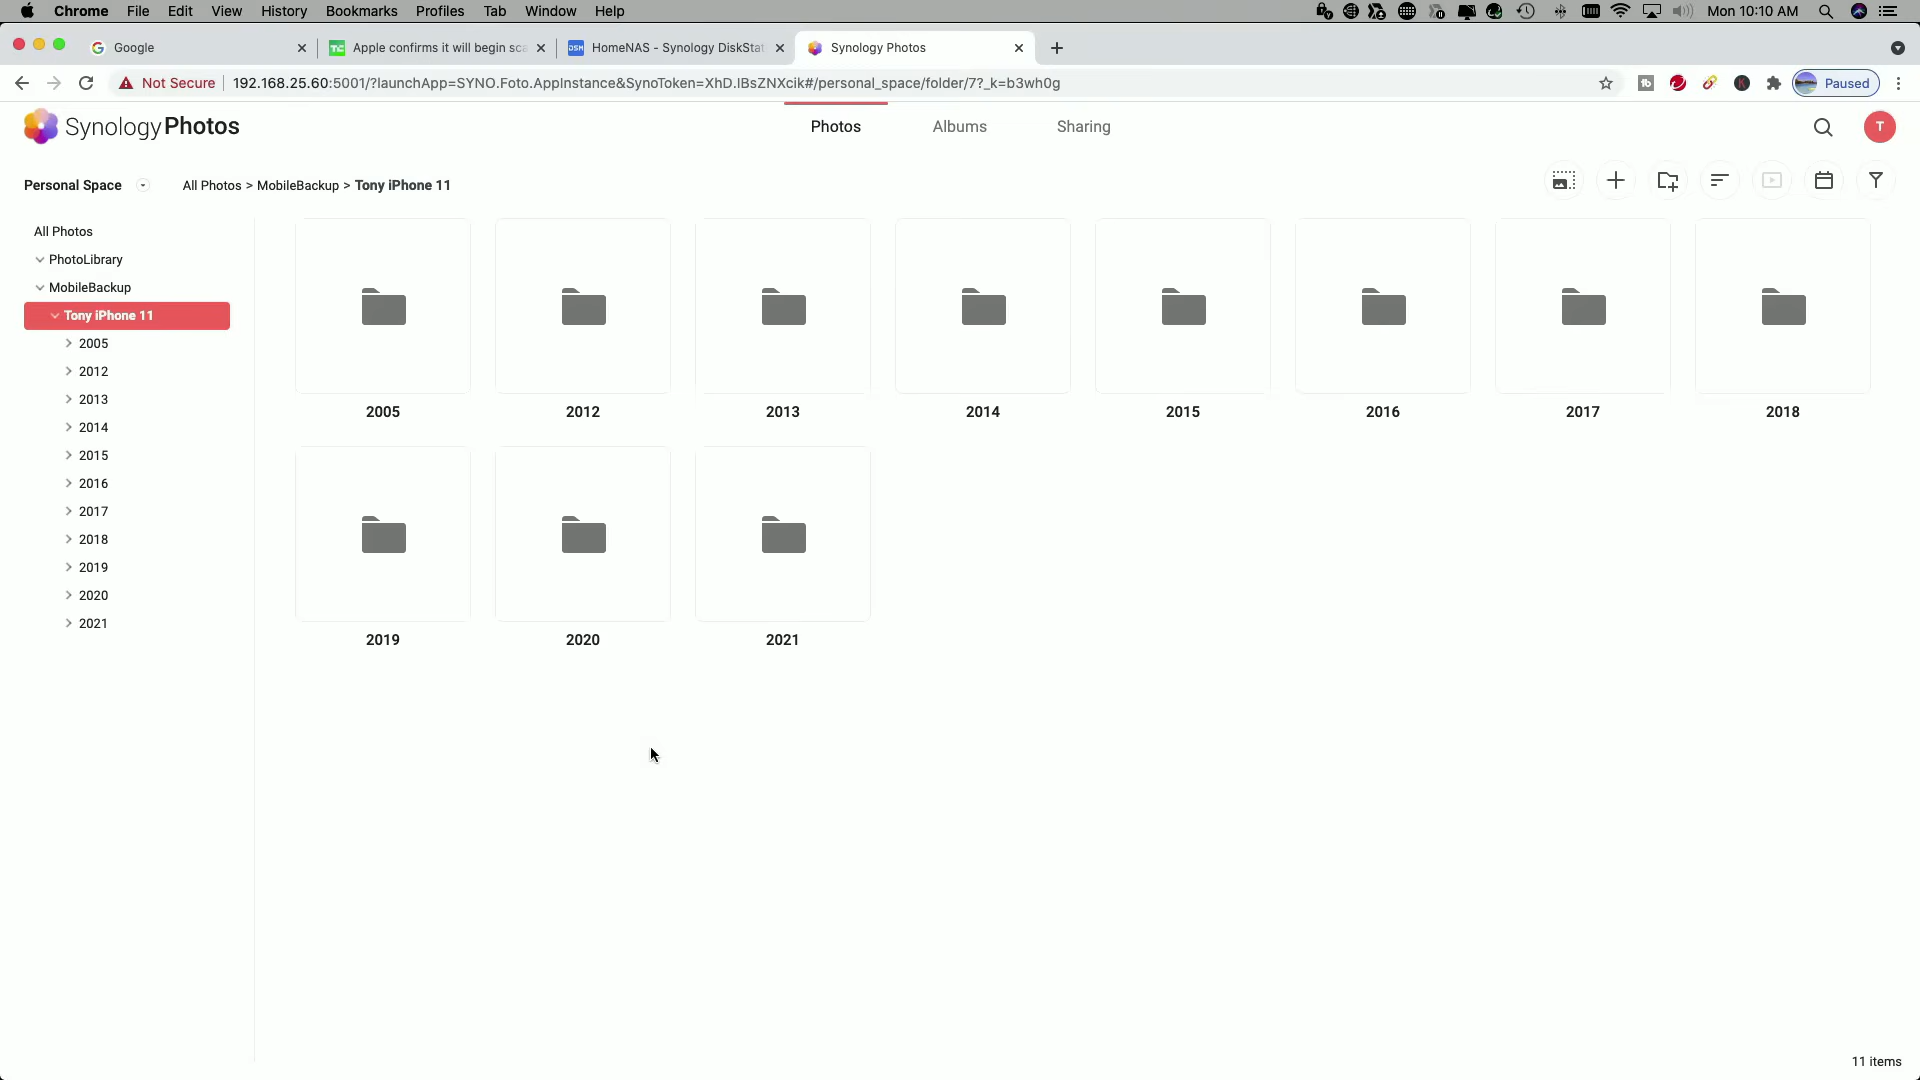 Chrome File Edit View History Bookmarks Profiles Tab Window Help Mon 10:10 AM
Google Apple confirms it will begin sca HomeNAS - Synology DiskStat Synology Photos
Not Secure 192.168.25.60:5001/?launchApp=SYNO.Foto.AppInstance&SynoToken=XhD.IBsZNXcik#/personal_space/folder/7?_k=b3wh0g Paused
Synology Photos Photos Albums Sharing T
Personal Space All Photos > MobileBackup > Tony iPhone 11
All Photos
PhotoLibrary
MobileBackup
Tony iPhone 11
2005
2012
2013
2014
2015
2016
2017
2018
2019
2020
2021
2005 2012 2013 2014 2015 2016 2017 2018
2019 2020 2021
11 items